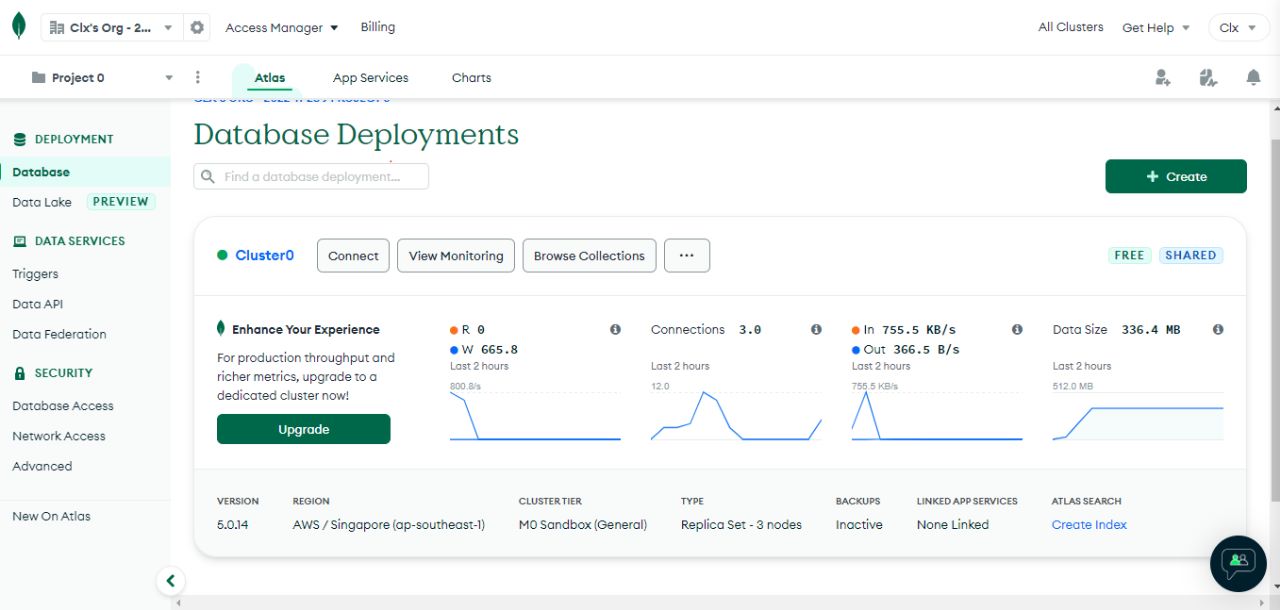 Clx's Org - 2...
Access Manager
Billing
All Clusters
Get Help
Clx
Project 0
Atlas
App Services
Charts
DEPLOYMENT
Database
Data Lake PREVIEW
DATA SERVICES
Triggers
Data API
Data Federation
SECURITY
Database Access
Network Access
Advanced
New On Atlas
Database Deployments
Find a database deployment...
+ Create
Cluster0
Connect
View Monitoring
Browse Collections
...
FREE
SHARED
Enhance Your Experience
For production throughput and
richer metrics, upgrade to a
dedicated cluster now!
Upgrade
R 0
W 665.8
Last 2 hours
800.8/s
Connections 3.0
Last 2 hours
12.0
In 755.5 KB/s
Out 366.5 B/s
Last 2 hours
755.5 KB/s
Data Size 336.4 MB
Last 2 hours
512.0 MB
VERSION
5.0.14
REGION
AWS / Singapore (ap-southeast-1)
CLUSTER TIER
M0 Sandbox (General)
TYPE
Replica Set - 3 nodes
BACKUPS
Inactive
LINKED APP SERVICES
None Linked
ATLAS SEARCH
Create Index